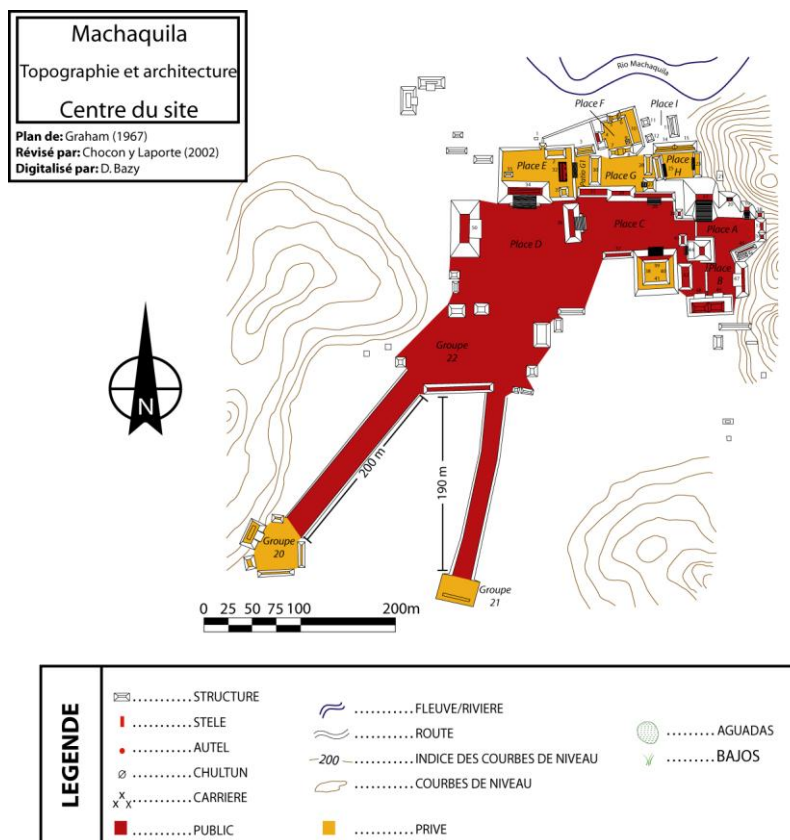 Machaquila
Topographie et architecture
Centre du site
Plan de: Graham (1967)
Révisé par: Chocon y Laporte (2002)
Digitalisé par: D. Bazy
Rio Machaquila
Place F
Place I
Place E
Patio G1
Place G
Place H
Place D
Place C
Place A
Place B
Groupe
22
N
200 m
190 m
Groupe
20
Groupe
21
0 25 50 75 100 200m
LEGENDE
STRUCTURE
STELE
AUTEL
CHULTUN
CARRIERE
PUBLIC
FLEUVE/RIVIERE
ROUTE
200 INDICE DES COURBES DE NIVEAU
COURBES DE NIVEAU
PRIVE
AGUADAS
BAJOS